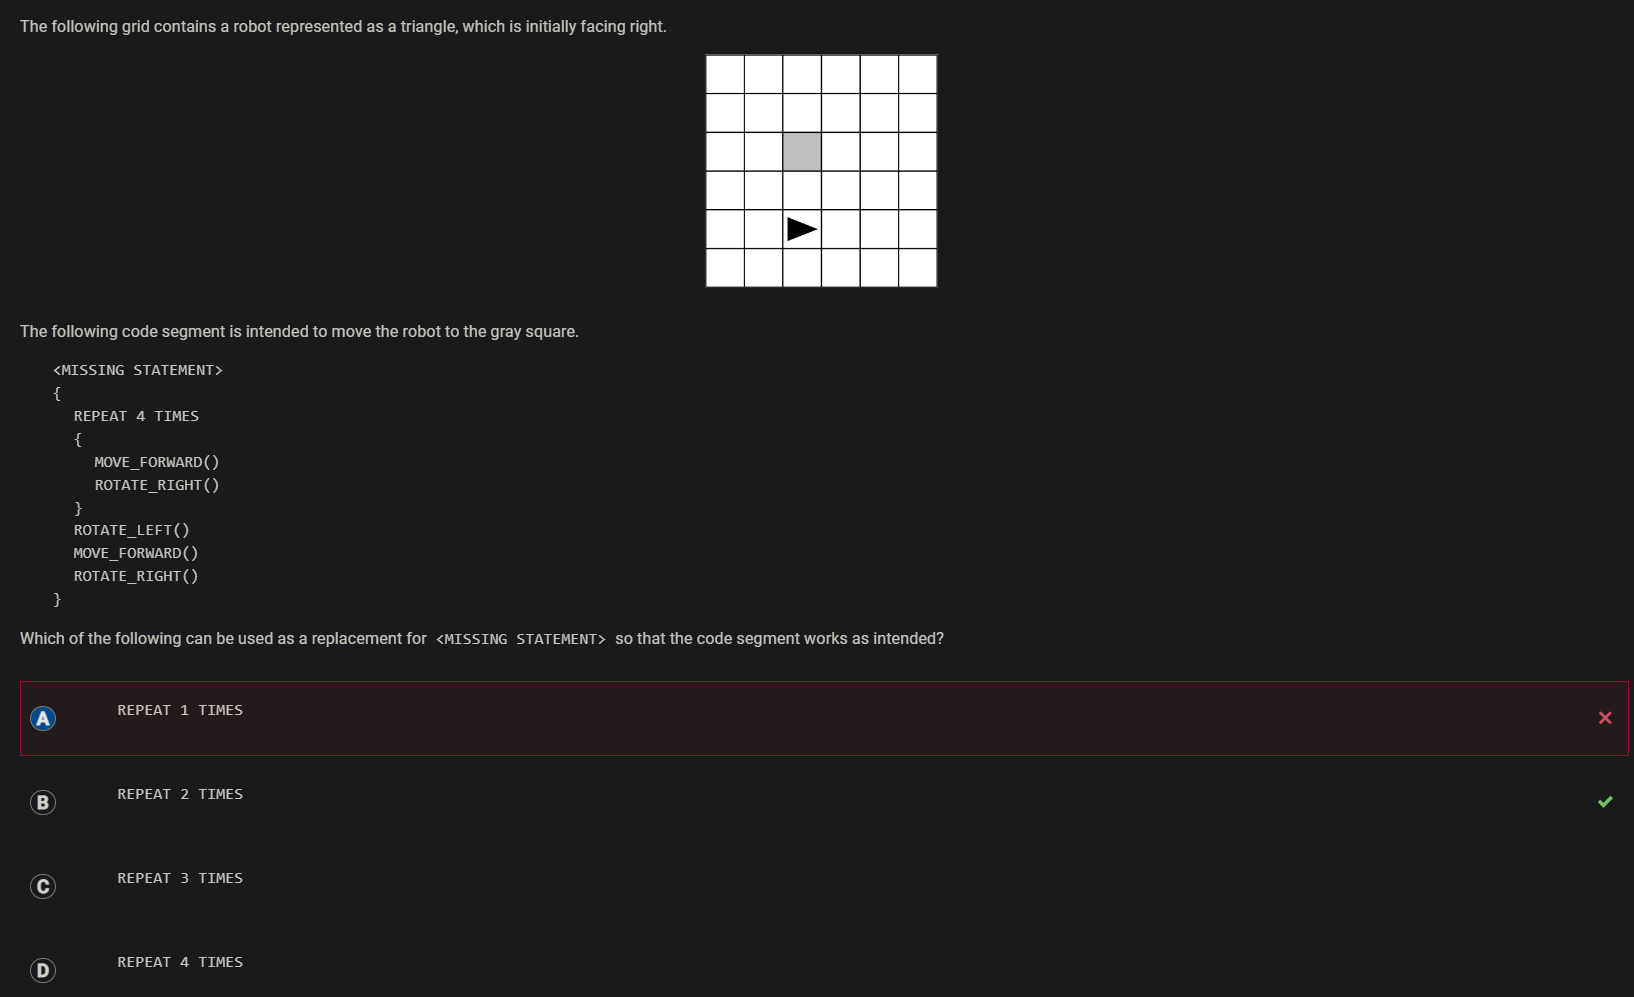 The following grid contains a robot represented as a triangle, which is initially facing right.
The following code segment is intended to move the robot to the gray square.
<MISSING STATEMENT>
{
REPEAT 4 TIMES
{
MOVE_FORWARD()
ROTATE_RIGHT()
}
ROTATE_LEFT()
MOVE_FORWARD()
ROTATE_RIGHT()
}
Which of the following can be used as a replacement for <MISSING STATEMENT> so that the code segment works as intended?
A REPEAT 1 TIMES
B REPEAT 2 TIMES
C REPEAT 3 TIMES
D REPEAT 4 TIMES